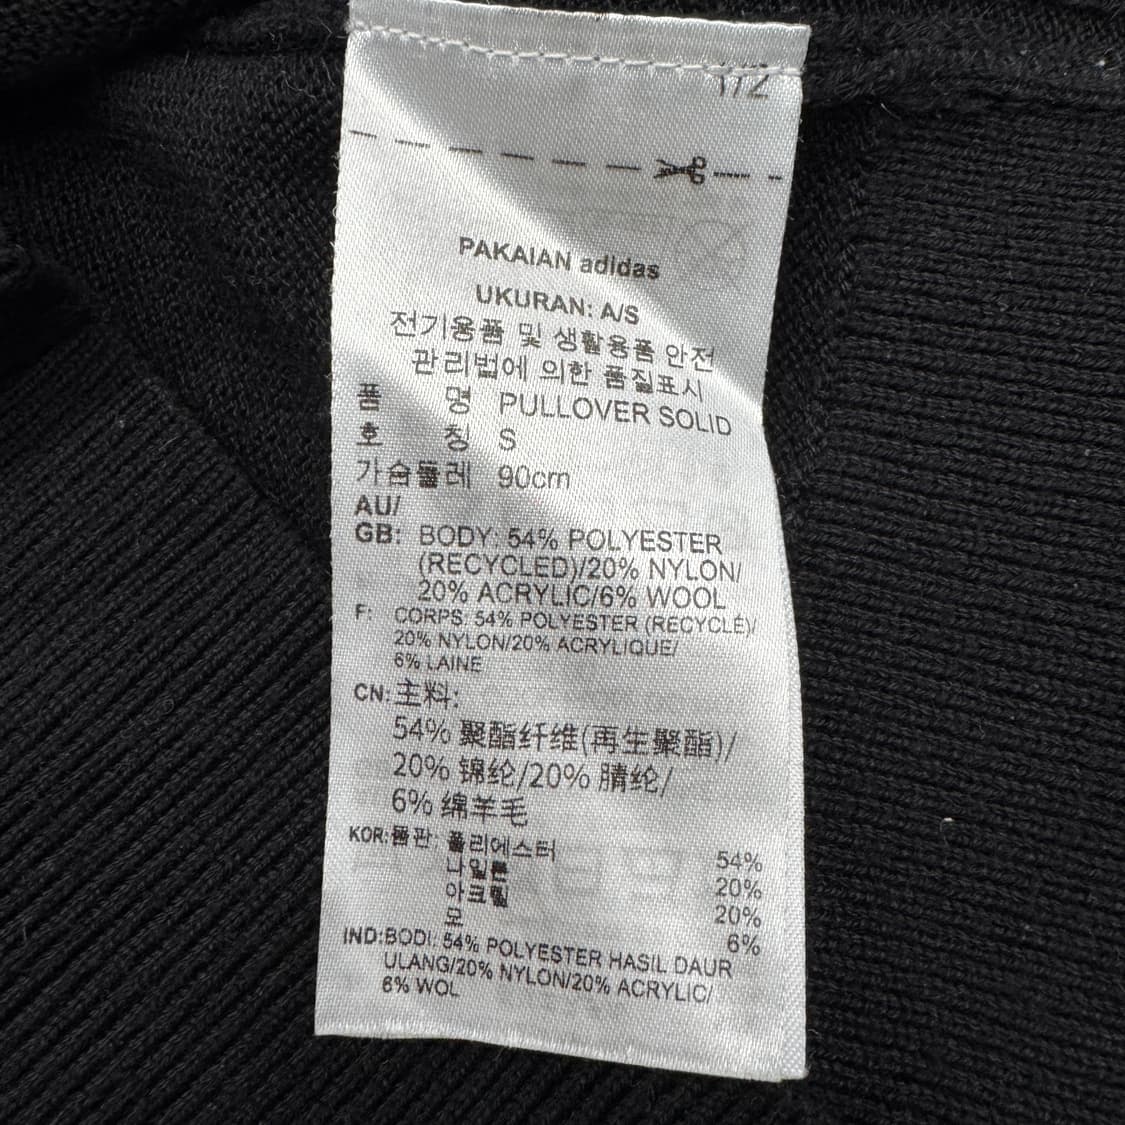 1/2
PAKAIAN adidas
UKURAN: A/S
전기용품 및 생활용품 안전
관리법에 의한 품질표시
품 명 PULLOVER SOLID
호 칭 S
가슴둘레 90cm
AU/
GB: BODY: 54% POLYESTER
(RECYCLED)/20% NYLON/
20% ACRYLIC/6% WOOL
F: CORPS: 54% POLYESTER (RECYCLÉ)/
20% NYLON/20% ACRYLIQUE/
6% LAINE
CN: 主料:
54% 聚酯纤维(再生聚酯)/
20% 锦纶/20% 腈纶/
6% 绵羊毛
KOR: 몸판: 폴리에스터 54%
나일론 20%
아크릴 20%
모 6%
IND: BODI: 54% POLYESTER HASIL DAUR
ULANG/20% NYLON/20% ACRYLIC/
6% WOL